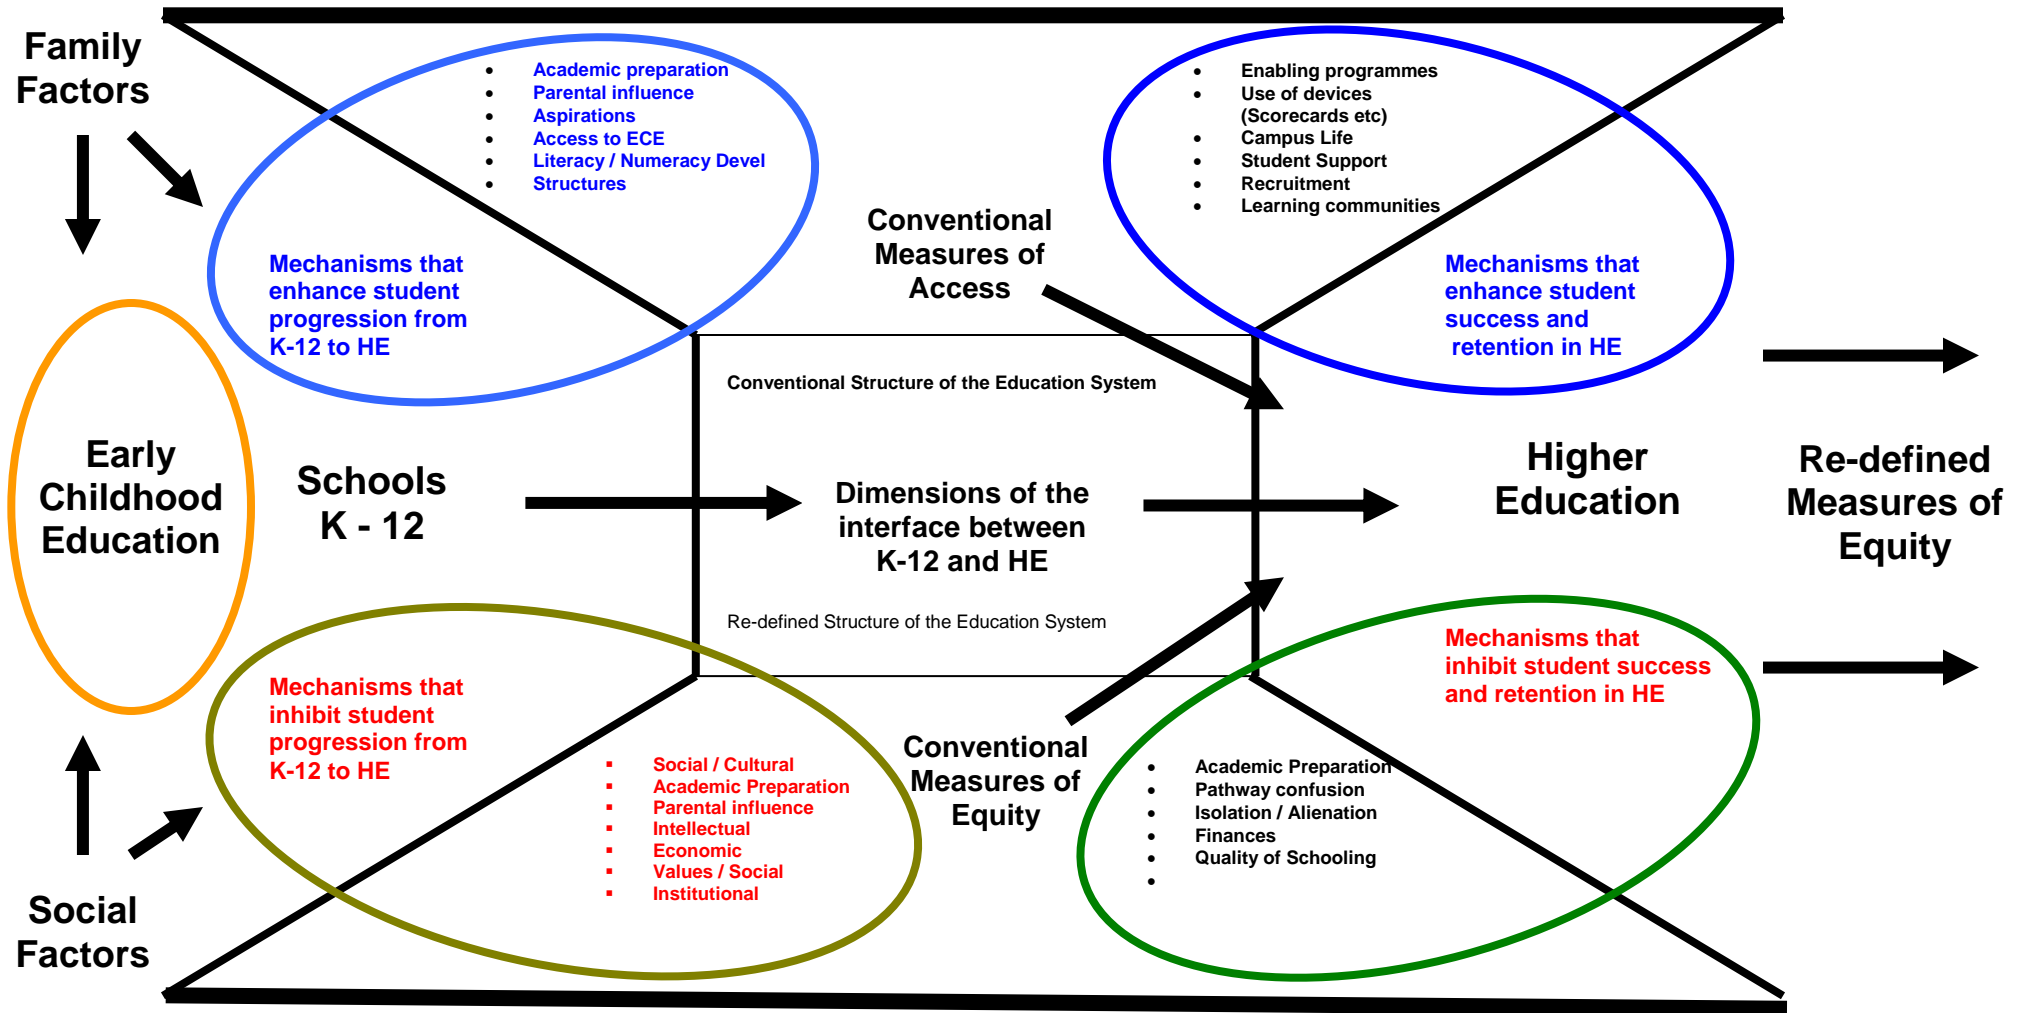 Family
Factors
• Academic preparation
• Parental influence
• Aspirations
• Access to ECE
• Literacy / Numeracy Devel
• Structures
Mechanisms that
enhance student
progression from
K-12 to HE
Conventional
Measures of
Access
• Enabling programmes
• Use of devices
(Scorecards etc)
• Campus Life
• Student Support
• Recruitment
• Learning communities
Mechanisms that
enhance student
success and
retention in HE
Conventional Structure of the Education System
Early
Childhood
Education
Schools
K - 12
Dimensions of the
interface between
K-12 and HE
Higher
Education
Re-defined
Measures of
Equity
Re-defined Structure of the Education System
Mechanisms that
inhibit student
progression from
K-12 to HE
▪ Social / Cultural
▪ Academic Preparation
▪ Parental influence
▪ Intellectual
▪ Economic
▪ Values / Social
▪ Institutional
Conventional
Measures of
Equity
Mechanisms that
inhibit student success
and retention in HE
• Academic Preparation
• Pathway confusion
• Isolation / Alienation
• Finances
• Quality of Schooling
•
Social
Factors